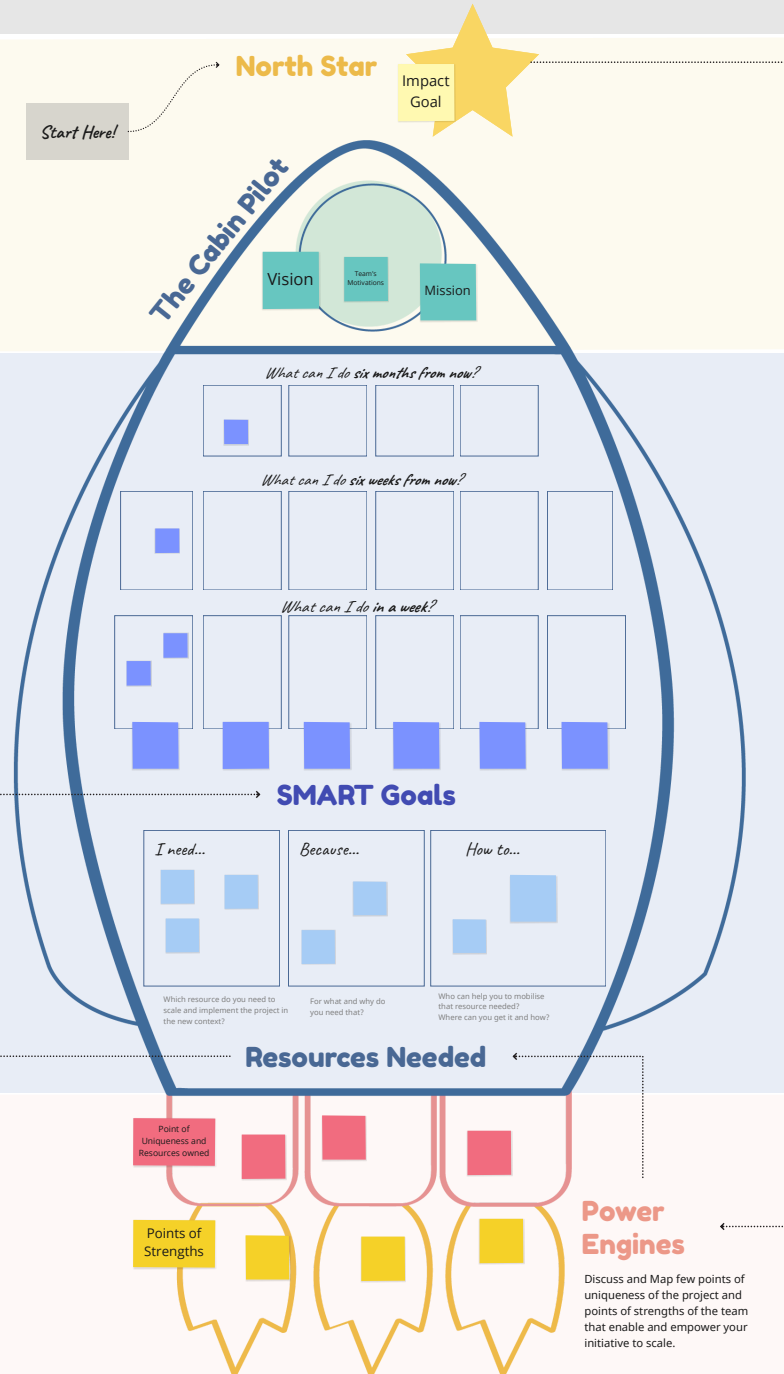 North Star
Impact
Goal
Start Here!
The Cabin Pilot
Vision
Team's
Motivations
Mission
What can I do six months from now?
What can I do six weeks from now?
What can I do in a week?
SMART Goals
I need...
Because...
How to...
Which resource do you need to
scale and implement the project in
the new context?
For what and why do
you need that?
Who can help you to mobilise
that resource needed?
Where can you get it and how?
Resources Needed
Point of
Uniqueness and
Resources owned
Points of
Strengths
Power
Engines
Discuss and Map few points of
uniqueness of the project and
points of strengths of the team
that enable and empower your
initiative to scale.